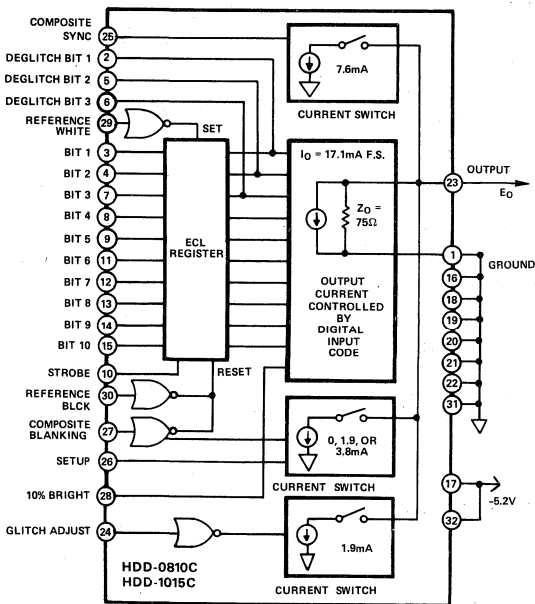 COMPOSITE
SYNC
25
DEGLITCH BIT 1
2
DEGLITCH BIT 2
5
DEGLITCH BIT 3
6
REFERENCE
WHITE
29
SET
BIT 1
3
BIT 2
4
BIT 3
7
BIT 4
8
BIT 5
9
BIT 6
11
BIT 7
12
BIT 8
13
BIT 9
14
BIT 10
15
STROBE
10
REFERENCE
BLCK
30
COMPOSITE
BLANKING
27
SETUP
26
10% BRIGHT
28
GLITCH ADJUST
24
ECL
REGISTER
RESET
7.6mA
CURRENT SWITCH
IO = 17.1mA F.S.
ZO =
75Ω
OUTPUT
CURRENT
CONTROLLED
BY
DIGITAL
INPUT
CODE
0, 1.9, OR
3.8mA
CURRENT SWITCH
1.9mA
CURRENT SWITCH
HDD-0810C
HDD-1015C
23
OUTPUT
EO
1
GROUND
16
18
19
20
21
22
31
17
-5.2V
32